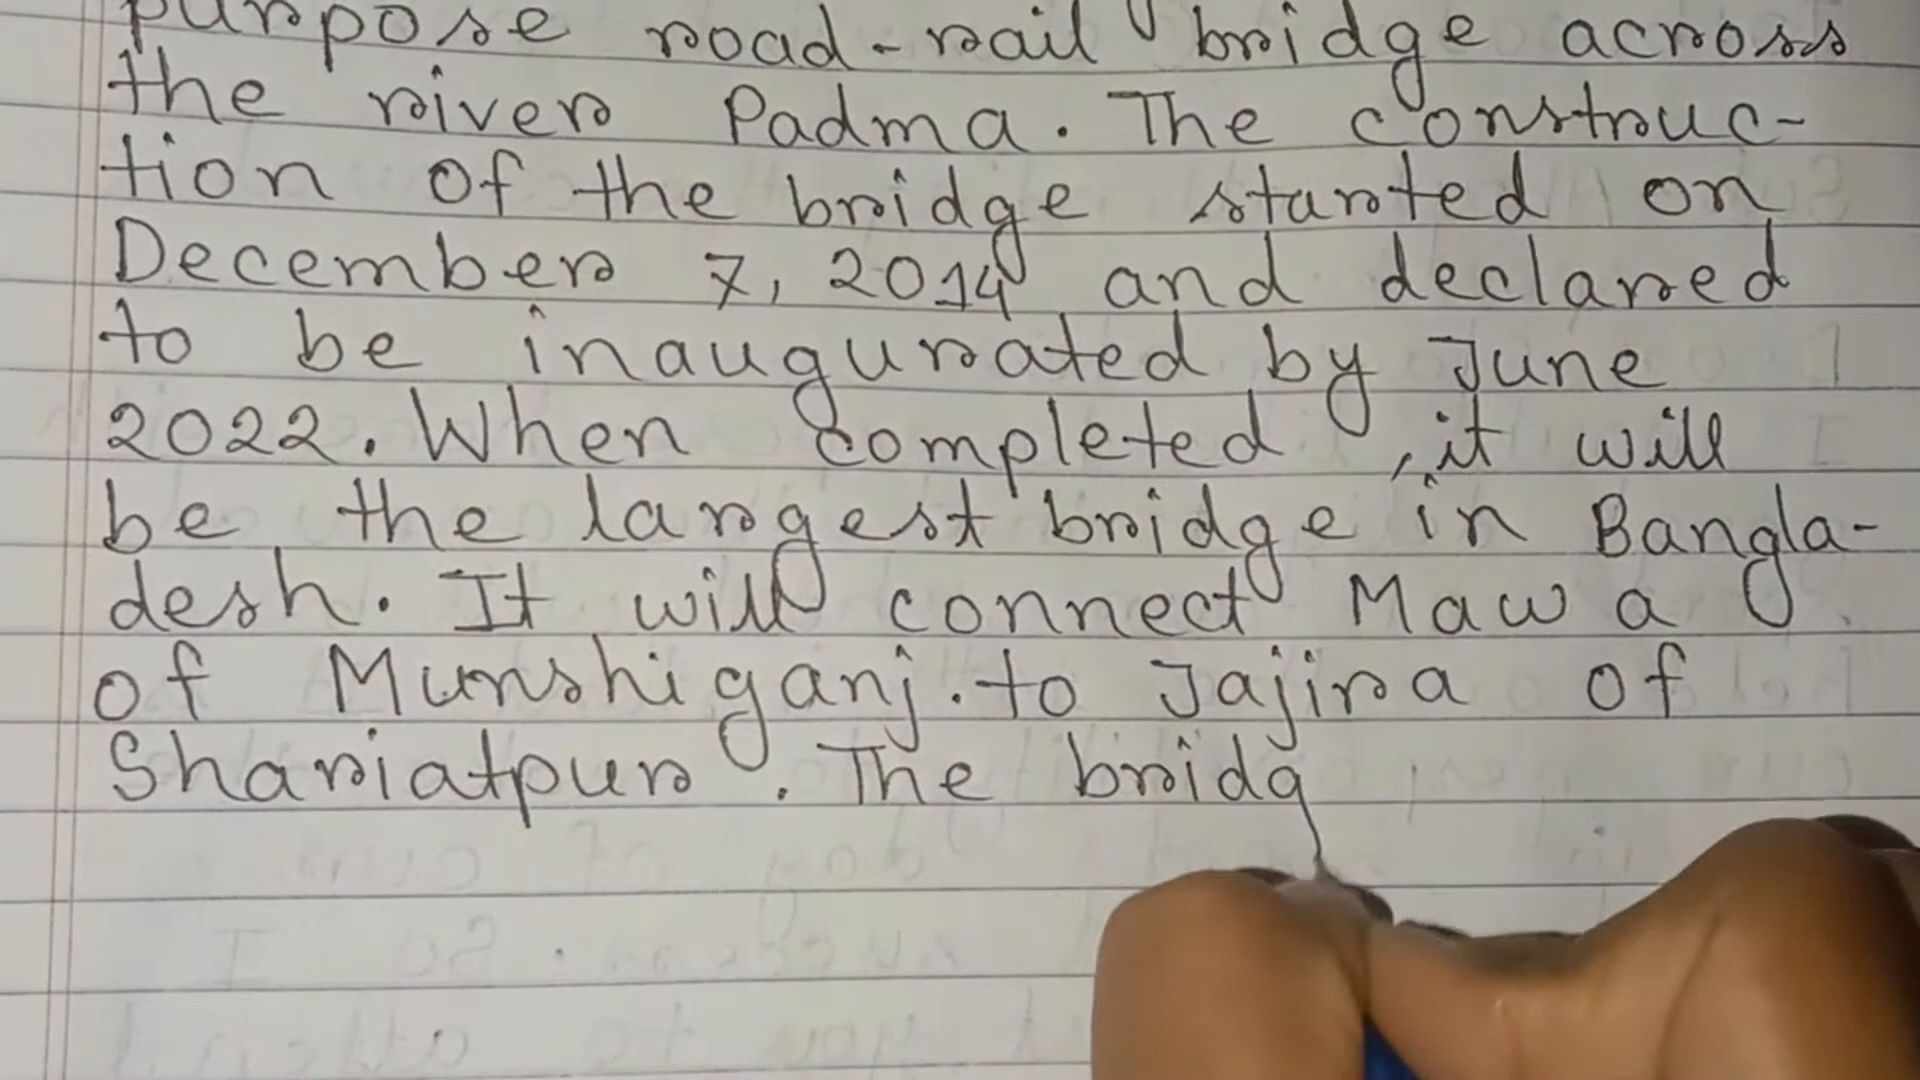 purpose road-rail bridge across
the river Padma. The construc-
tion of the bridge started on
December 7, 2014 and declared
to be inaugurated by June
2022. When completed, it will
be the largest bridge in Bangla-
desh. It will connect Mawa
of Munshiganj. to Jajira of
Shariatpur. The bridg